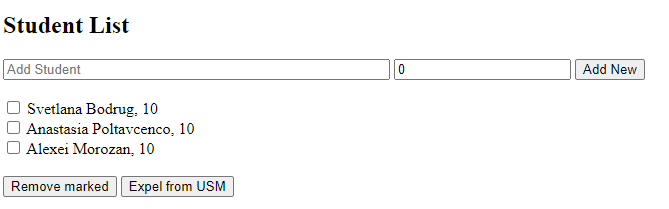 Student List
Add Student 0 Add New
Svetlana Bodrug, 10
Anastasia Poltavcenco, 10
Alexei Morozan, 10
Remove marked Expel from USM